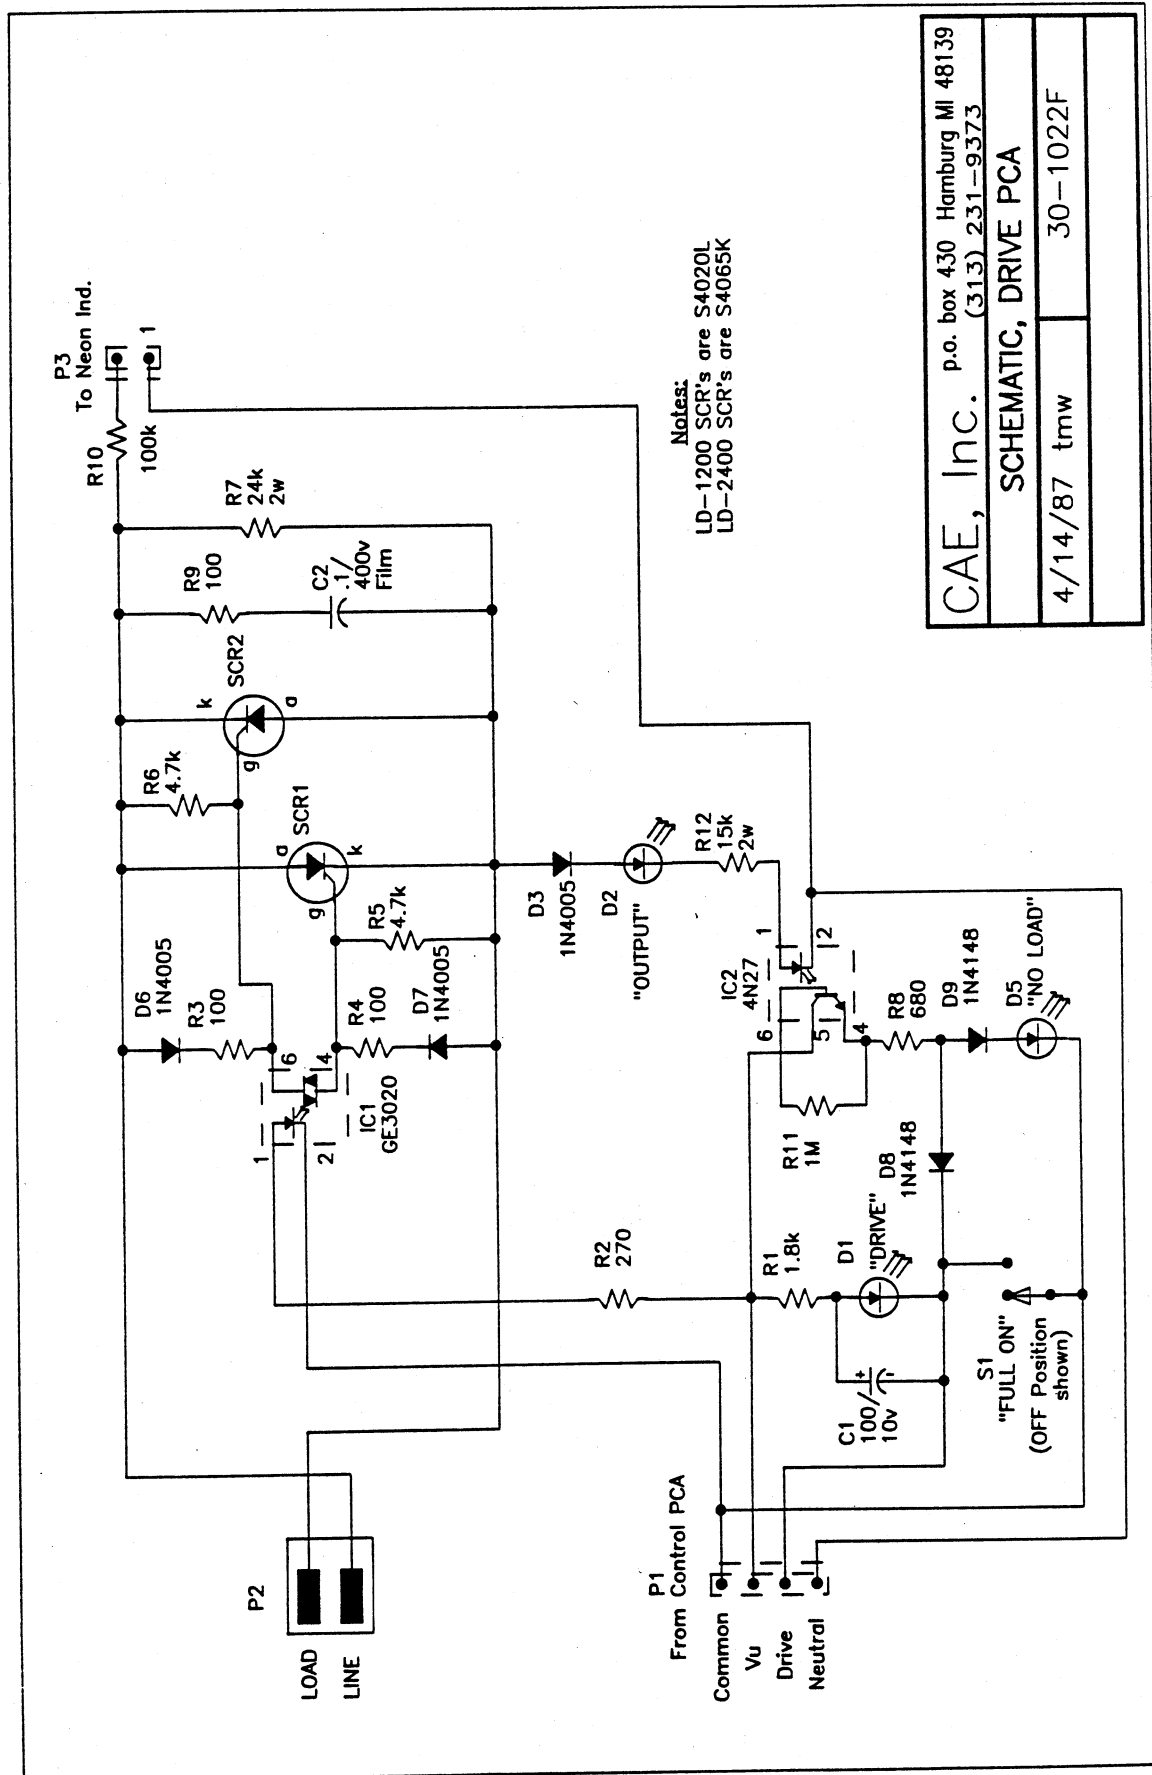 P3
To Neon Ind.
1
R10
100k
R7
24k
2w
R9
100
C2
.1/
400v
Film
SCR2
k
a
g
R6
4.7k
SCR1
a
k
g
D6
1N4005
R3
100
R5
4.7k
R4
100
D7
1N4005
6
4
1
2
IC1
GE3020
D3
1N4005
D2
"OUTPUT"
R12
15k
2w
1
2
IC2
4N27
6
5
4
R11
1M
R8
680
D9
1N4148
D5
"NO LOAD"
D8
1N4148
R2
270
R1
1.8k
D1
"DRIVE"
C1
100/
10v
+
-
S1
"FULL ON"
(OFF Position
shown)
P2
LOAD
LINE
P1
From Control PCA
Common
Vu
Drive
Neutral
Notes:
LD-1200 SCR's are S4020L
LD-2400 SCR's are S4065K
CAE, Inc. p.o. box 430 Hamburg MI 48139
(313) 231-9373
SCHEMATIC, DRIVE PCA
4/14/87 tmw
30-1022F